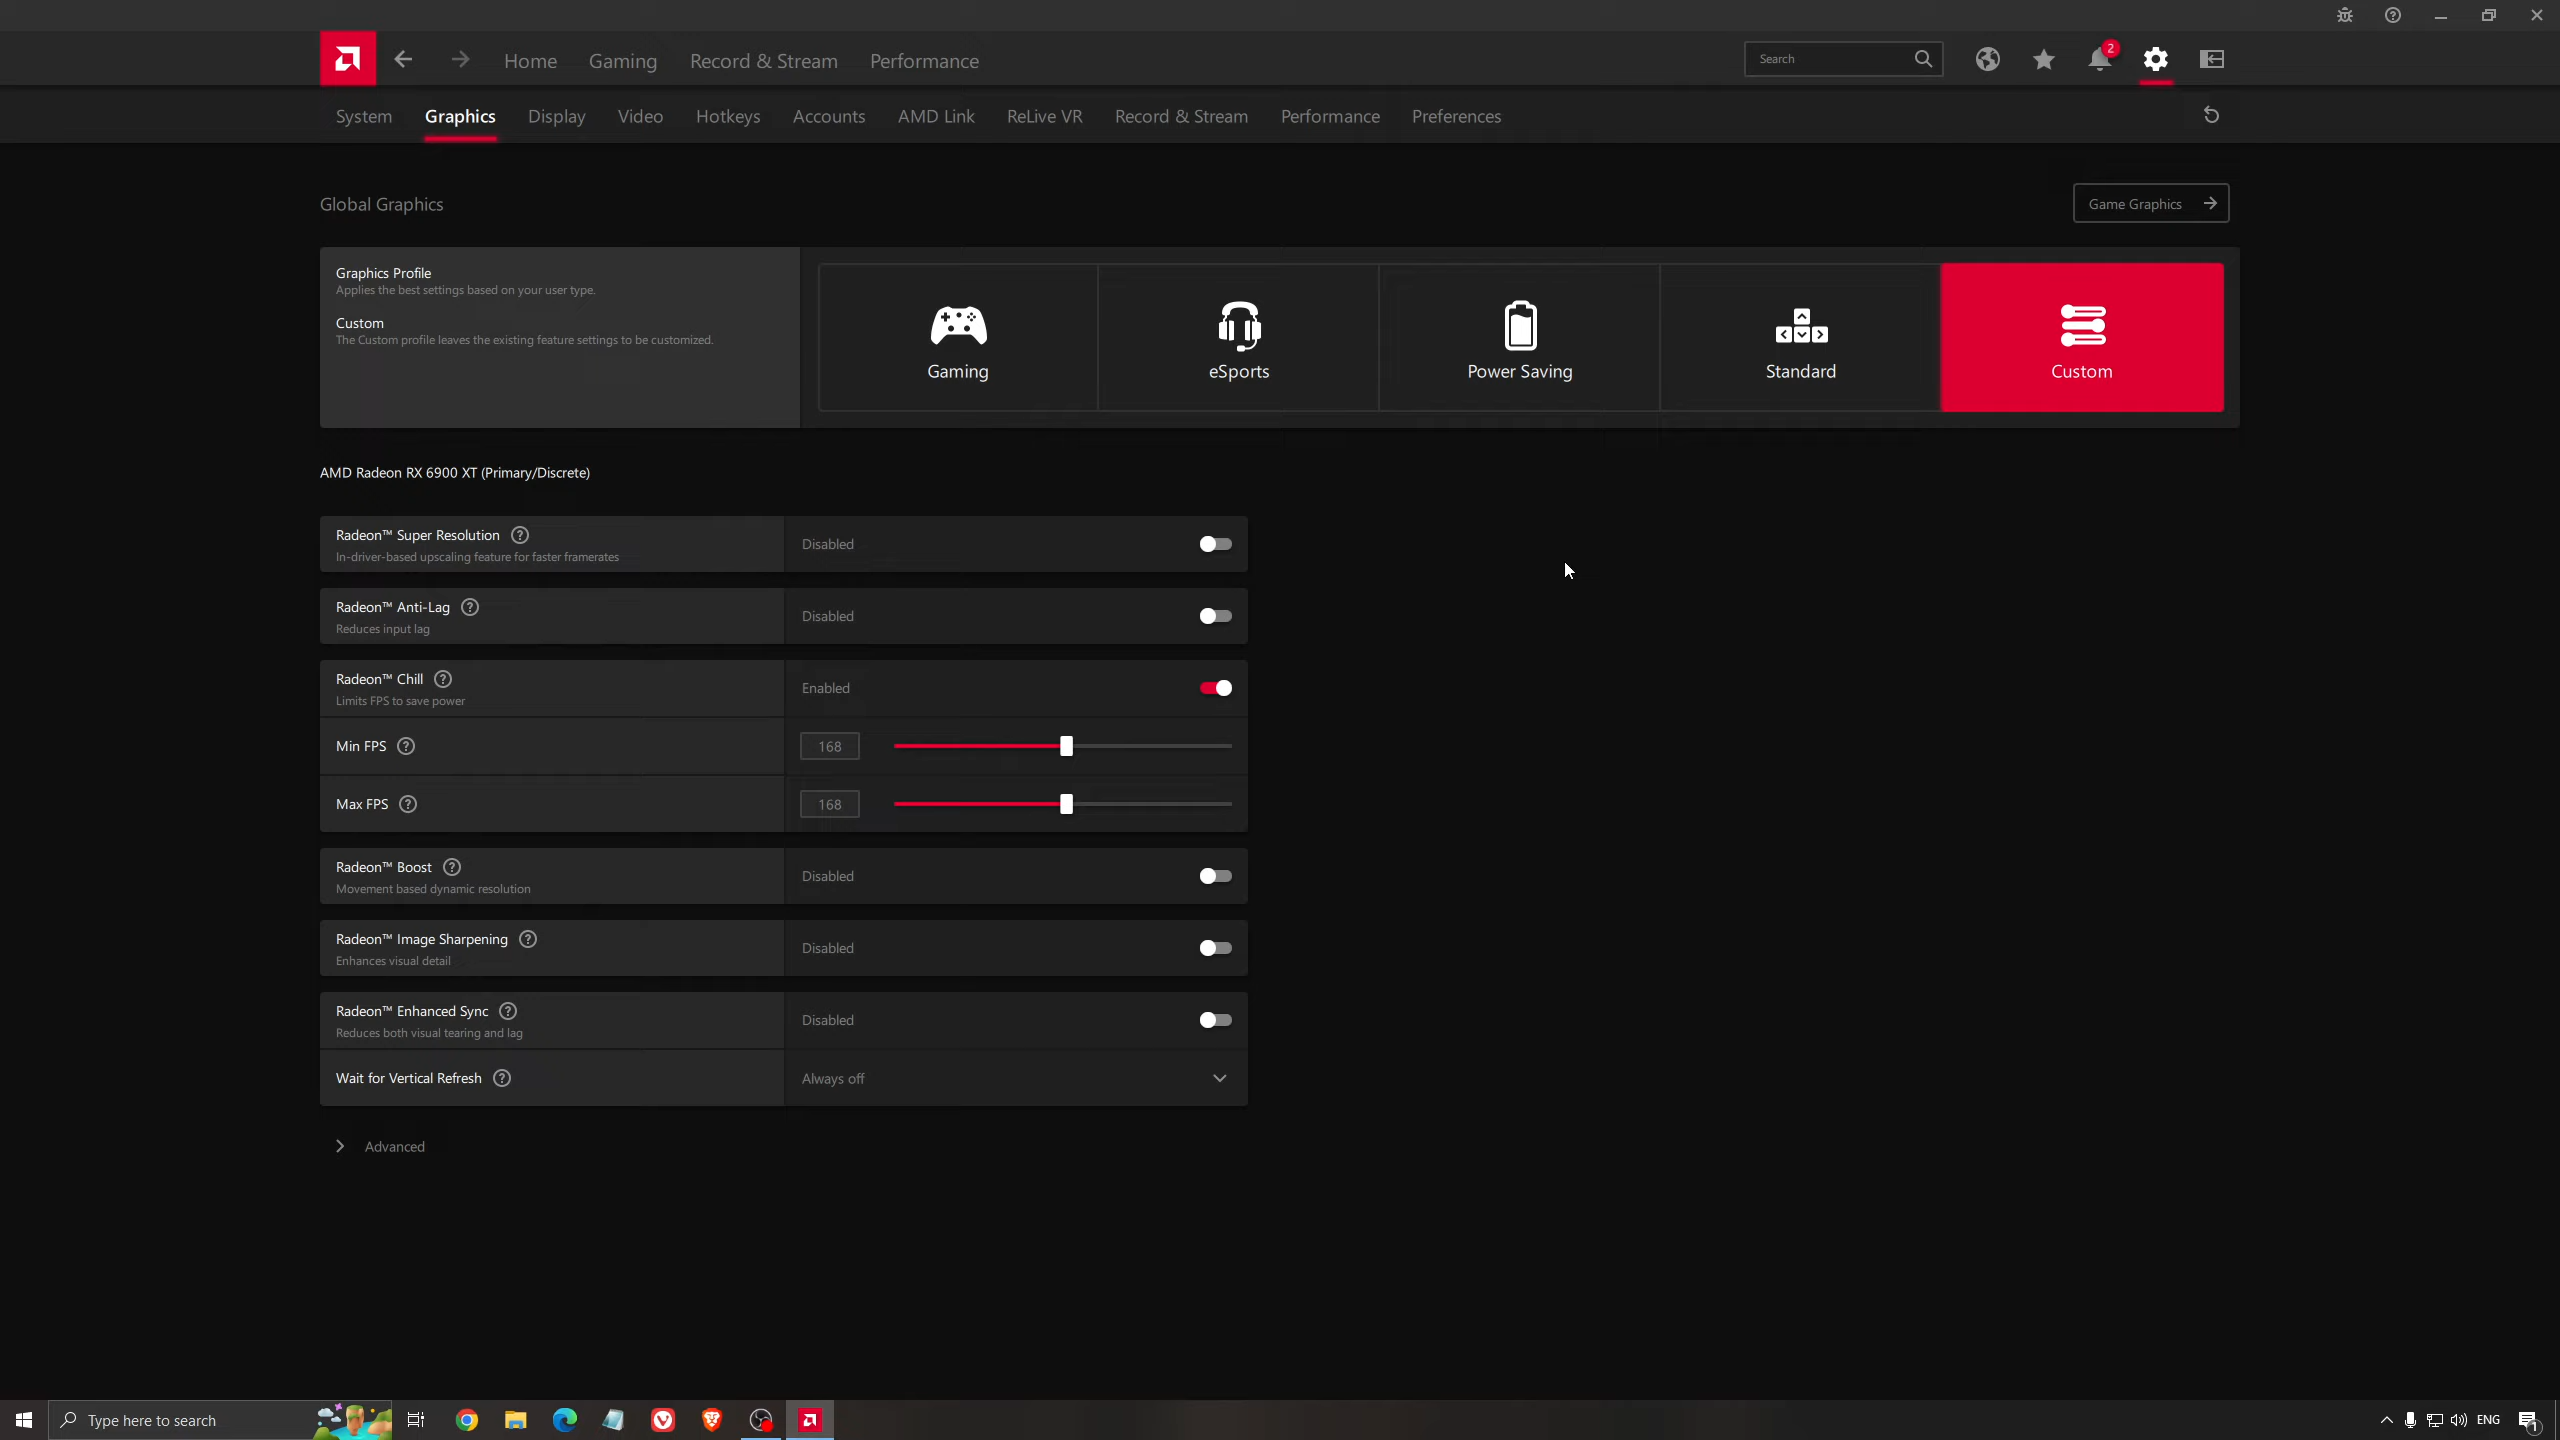 Home Gaming Record & Stream Performance Search 2
System Graphics Display Video Hotkeys Accounts AMD Link ReLive VR Record & Stream Performance Preferences
Global Graphics
Game Graphics
Graphics Profile
Applies the best settings based on your user type.
Custom
The Custom profile leaves the existing feature settings to be customized.
Gaming eSports Power Saving Standard Custom
AMD Radeon RX 6900 XT (Primary/Discrete)
Radeon™ Super Resolution ?
In-driver-based upscaling feature for faster framerates
Disabled
Radeon™ Anti-Lag ?
Reduces input lag
Disabled
Radeon™ Chill ?
Limits FPS to save power
Enabled
Min FPS ? 168
Max FPS ? 168
Radeon™ Boost ?
Movement based dynamic resolution
Disabled
Radeon™ Image Sharpening ?
Enhances visual detail
Disabled
Radeon™ Enhanced Sync ?
Reduces both visual tearing and lag
Disabled
Wait for Vertical Refresh ? Always off
Advanced
Type here to search ENG 1